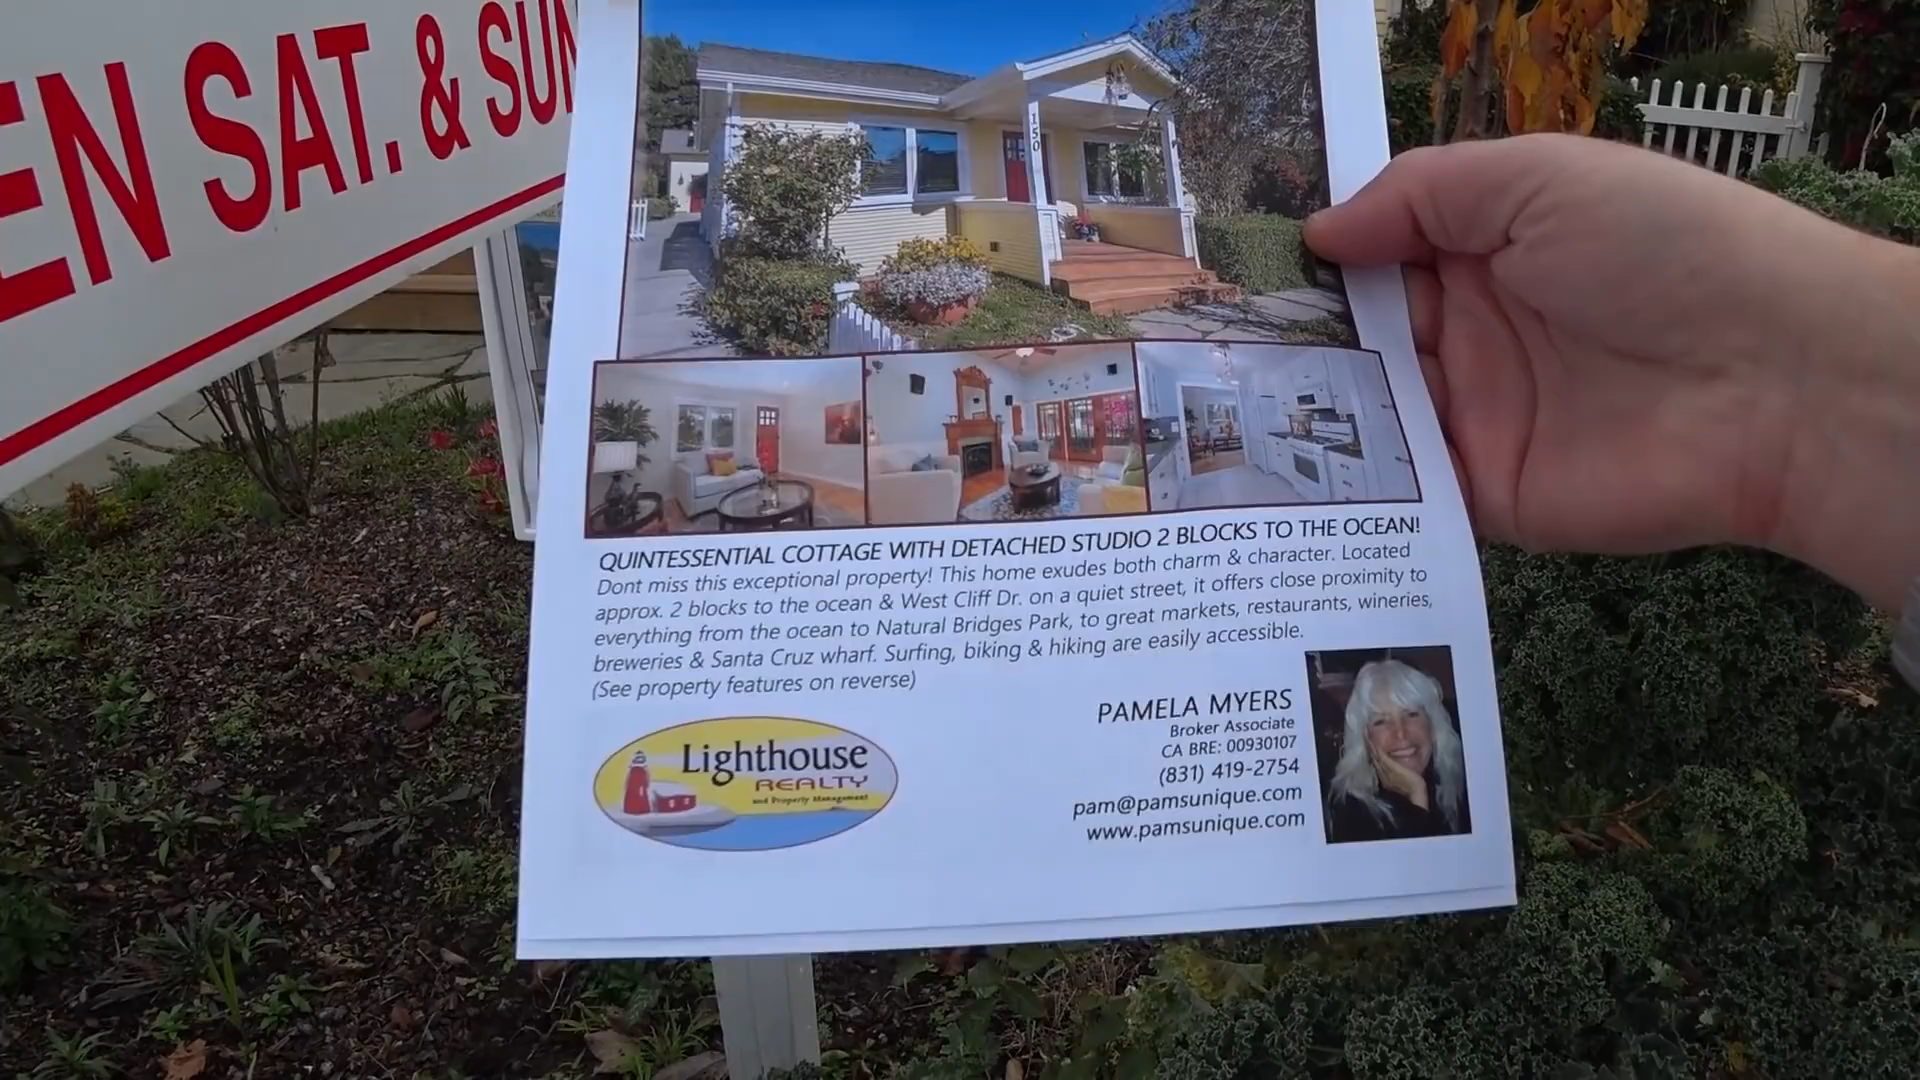 EN SAT. & SUN
150
QUINTESSENTIAL COTTAGE WITH DETACHED STUDIO 2 BLOCKS TO THE OCEAN!
Dont miss this exceptional property! This home exudes both charm & character. Located
approx. 2 blocks to the ocean & West Cliff Dr. on a quiet street, it offers close proximity to
everything from the ocean to Natural Bridges Park, to great markets, restaurants, wineries,
breweries & Santa Cruz wharf. Surfing, biking & hiking are easily accessible.
(See property features on reverse)
Lighthouse
REALTY
and Property Management
PAMELA MYERS
Broker Associate
CA BRE: 00930107
(831) 419-2754
pam@pamsunique.com
www.pamsunique.com